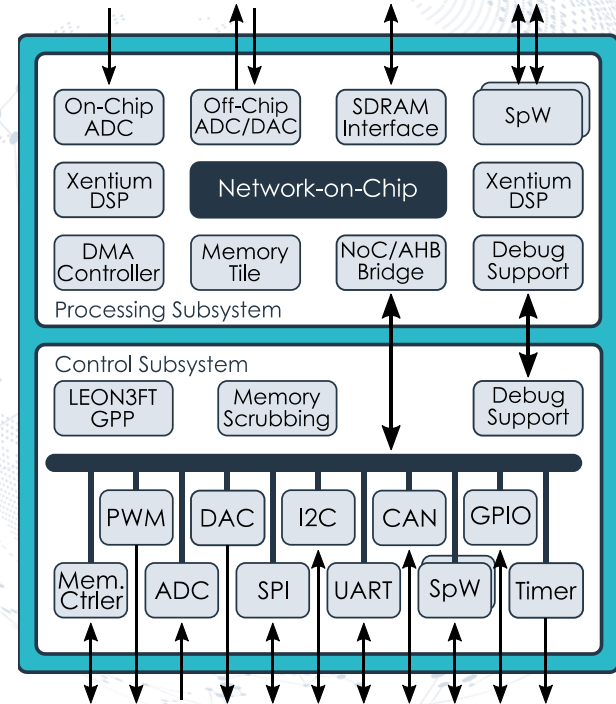 On-Chip
ADC
Off-Chip
ADC/DAC
SDRAM
Interface
SpW
Xentium
DSP
Network-on-Chip
Xentium
DSP
DMA
Controller
Memory
Tile
NoC/AHB
Bridge
Debug
Support
Processing Subsystem
Control Subsystem
LEON3FT
GPP
Memory
Scrubbing
Debug
Support
PWM
DAC
I2C
CAN
GPIO
Mem.
Ctrler
ADC
SPI
UART
SpW
Timer